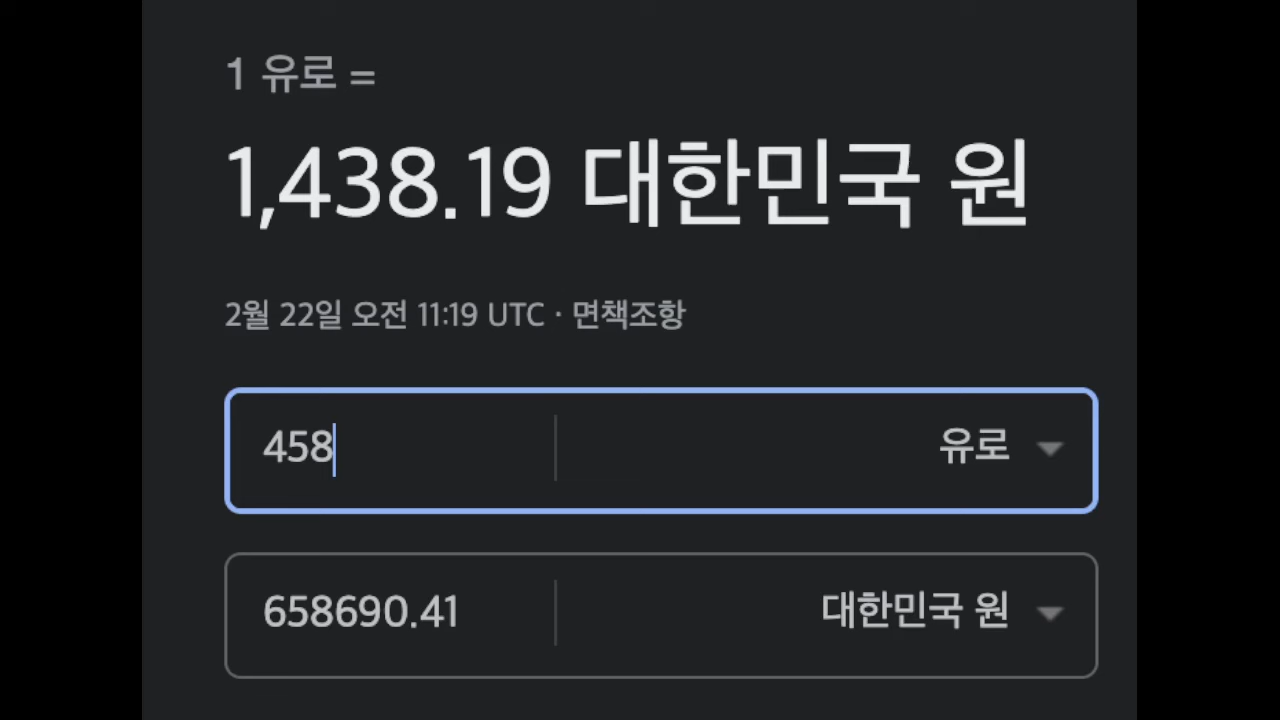 1 유로 =
1,438.19 대한민국 원
2월 22일 오전 11:19 UTC · 면책조항
458 유로
658690.41 대한민국 원